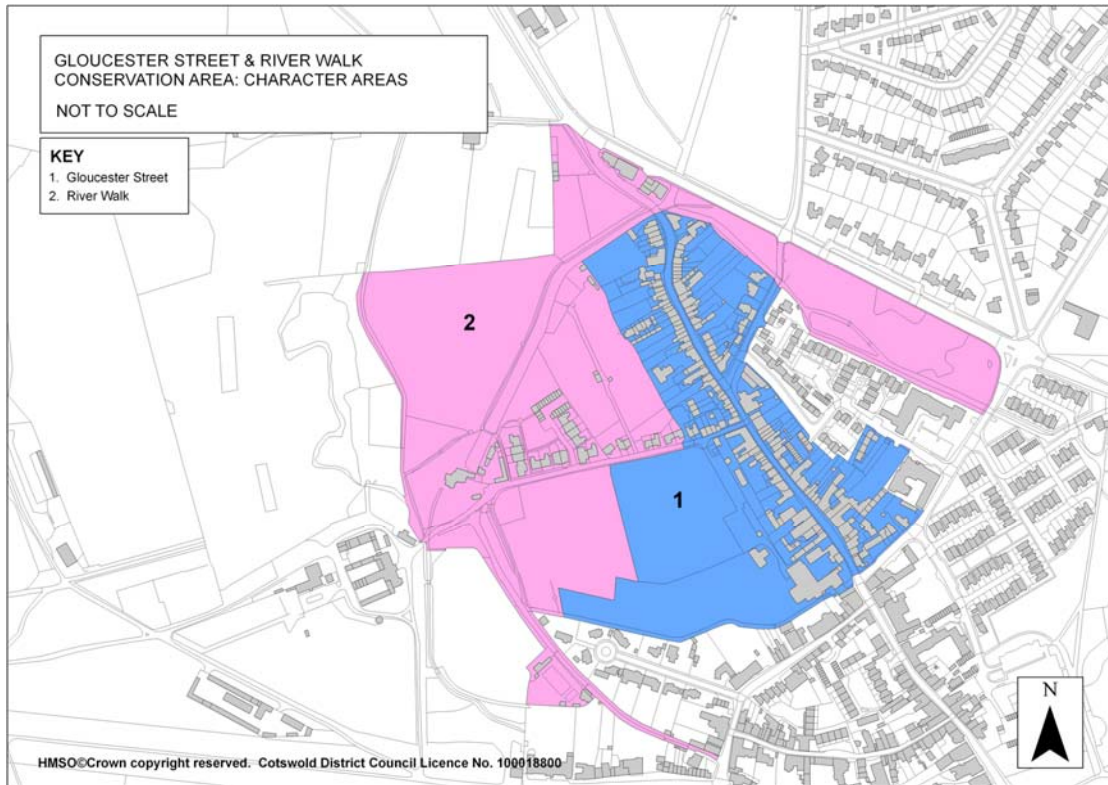 GLOUCESTER STREET & RIVER WALK
CONSERVATION AREA: CHARACTER AREAS
NOT TO SCALE
KEY
1. Gloucester Street
2. River Walk
2
1
N
HMSO©Crown copyright reserved. Cotswold District Council Licence No. 100018800